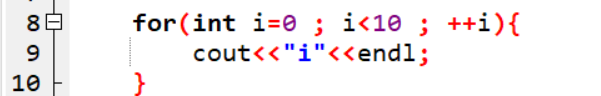 8 for(int i=0 ; i<10 ; ++i){
9 cout<<"i"<<endl;
10 }